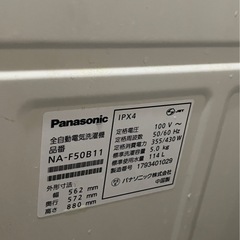 Panasonic
全自動電気洗濯機
品番
NA-F50B11
外形寸法
幅 562 mm
奥行 572 mm
高さ 880 mm
IPX4
JET
定格電圧 100 V～
定格周波数 50/60 Hz
定格消費電力 355/430 W
標準洗濯容量 5.0 kg
標準使用水量 114 L
製造番号 1793401029
パナソニック株式会社
中国製